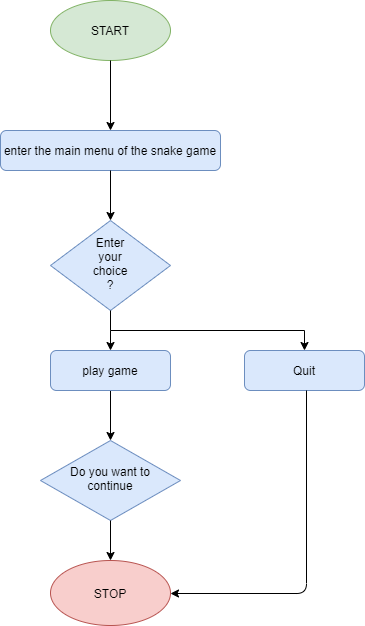 START
enter the main menu of the snake game
Enter
your
choice
?
play game
Quit
Do you want to
continue
STOP